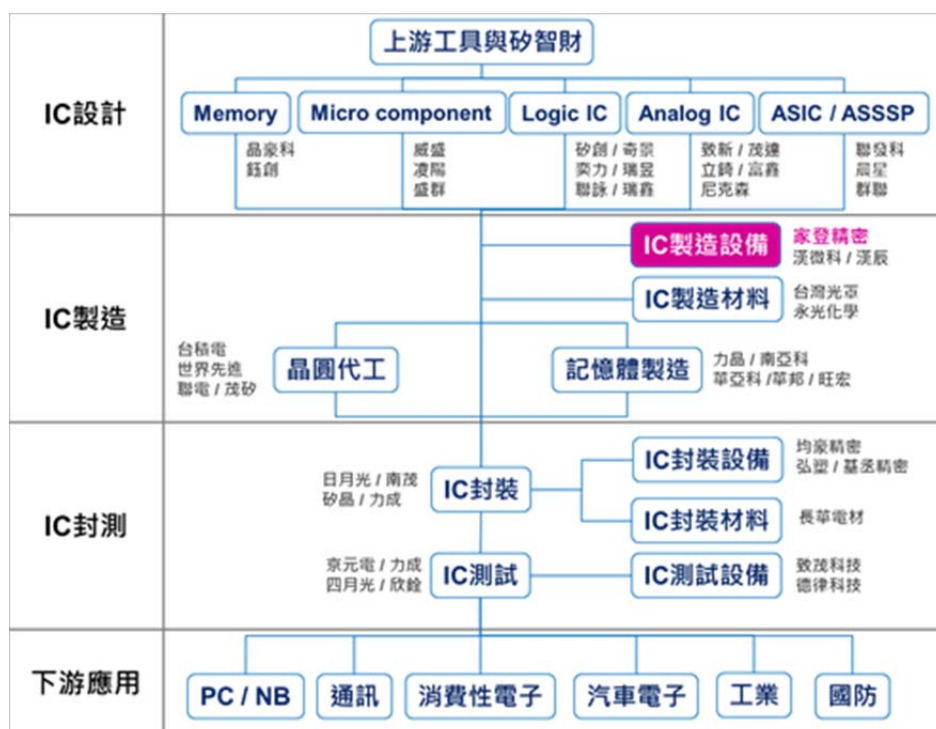 上游工具與矽智財
IC設計
Memory
Micro component
Logic IC
Analog IC
ASIC / ASSSP
晶豪科
鈺創
威盛
凌陽
盛群
矽創 / 奇景
奕力 / 瑞昱
聯詠 / 瑞鑫
致新 / 茂達
立錡 / 富鑫
尼克森
聯發科
晨星
群聯
IC製造
IC製造設備
家登精密
漢微科 / 漢辰
IC製造材料
台灣光罩
永光化學
台積電
世界先進
聯電 / 茂矽
晶圓代工
記憶體製造
力晶 / 南亞科
華亞科 /華邦 / 旺宏
IC封測
日月光 / 南茂
矽品 / 力成
IC封裝
IC封裝設備
均豪精密
弘塑 / 基丞精密
IC封裝材料
長華電材
京元電 / 力成
四月光 / 欣銓
IC測試
IC測試設備
致茂科技
德律科技
下游應用
PC / NB
通訊
消費性電子
汽車電子
工業
國防